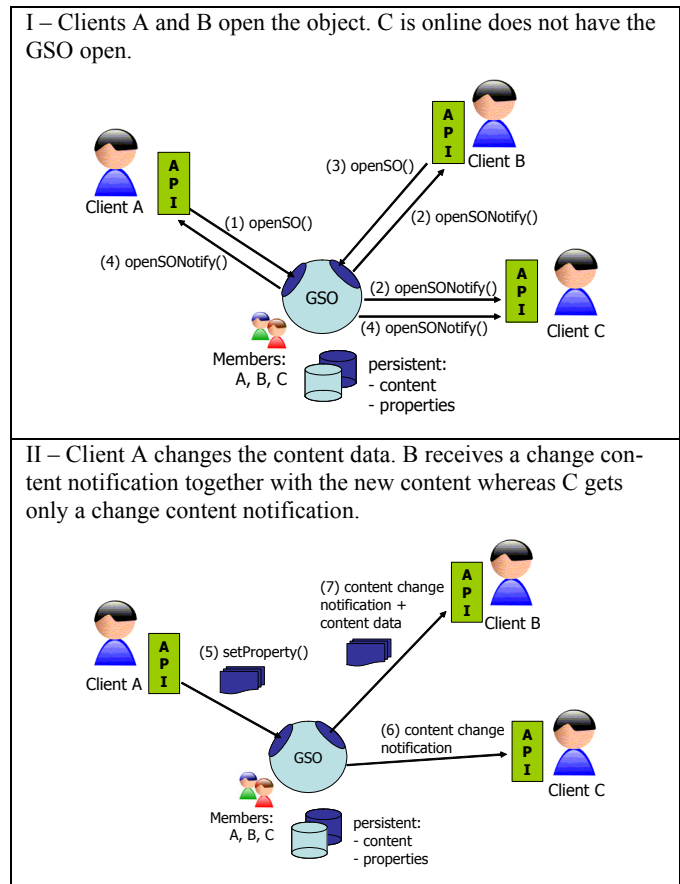 I – Clients A and B open the object. C is online does not have the
GSO open.
A
P
I
Client A
A
P
I
Client B
(3) openSO()
(1) openSO()
(2) openSONotify()
(4) openSONotify()
GSO
(2) openSONotify()
(4) openSONotify()
A
P
I
Client C
Members:
A, B, C
persistent:
- content
- properties
II – Client A changes the content data. B receives a change con-
tent notification together with the new content whereas C gets
only a change content notification.
A
P
I
Client B
(7) content change
notification +
content data
A
P
I
Client A
(5) setProperty()
(6) content change
notification
GSO
A
P
I
Client C
Members:
A, B, C
persistent:
- content
- properties